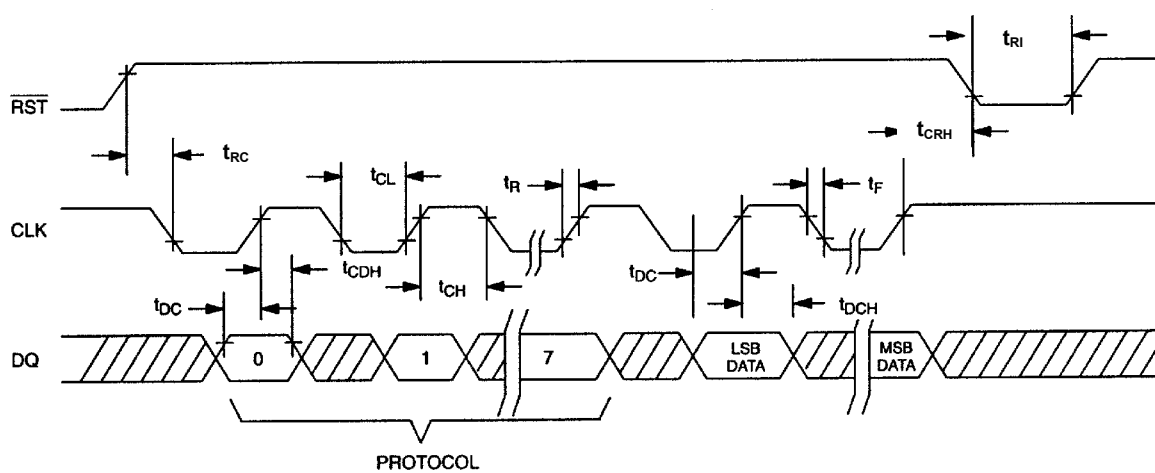 t_RI
R̅S̅T̅
t_CRH
t_RC
t_CL
t_R
t_F
CLK
t_CDH
t_DC
t_CH
t_DC
t_DCH
DQ
0
1
7
LSB
DATA
MSB
DATA
PROTOCOL